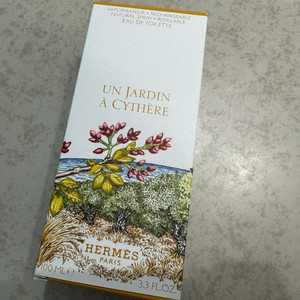 VAPORISATEUR • RECHARGEABLE
NATURAL SPRAY • REFILLABLE
EAU DE TOILETTE
UN JARDIN
À CYTHÈRE
HERMÈS
PARIS
100 ML ℮
3.3 FL.OZ